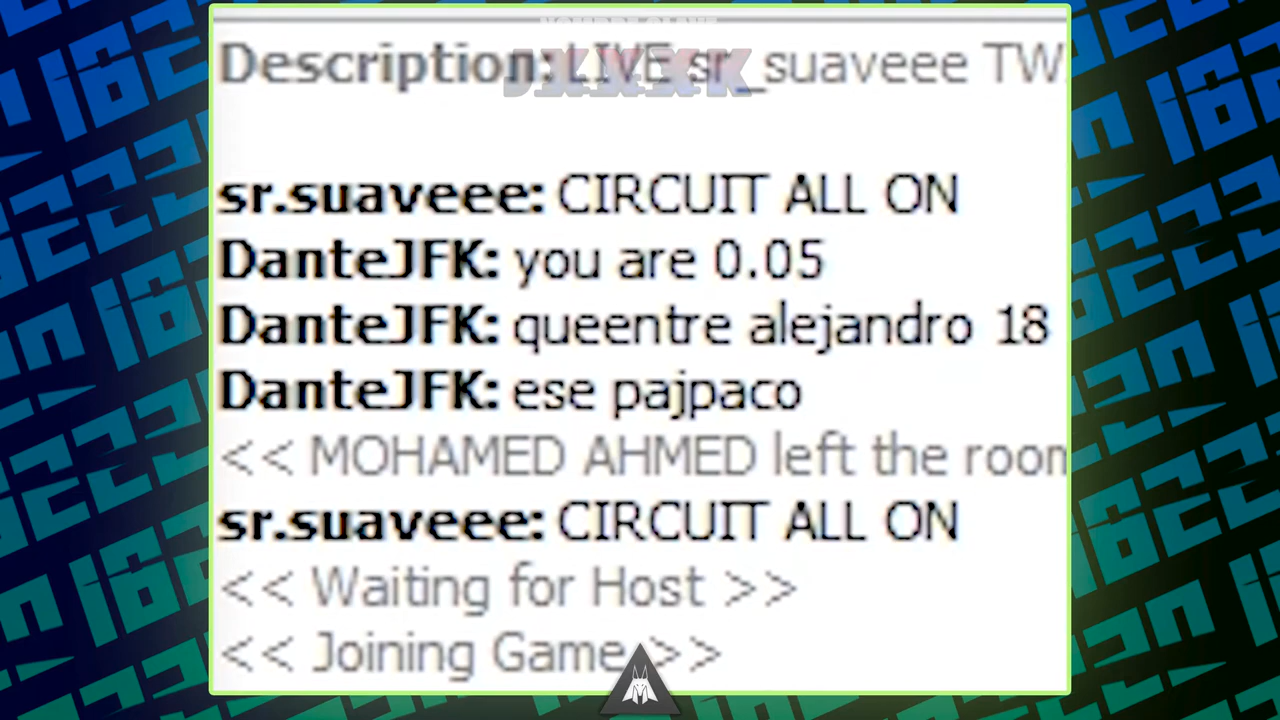 Description: LIVE sr_suaveee TW
sr.suaveee: CIRCUIT ALL ON
DanteJFK: you are 0.05
DanteJFK: queentre alejandro 18
DanteJFK: ese pajpaco
<< MOHAMED AHMED left the room
sr.suaveee: CIRCUIT ALL ON
<< Waiting for Host >>
<< Joining Game >>